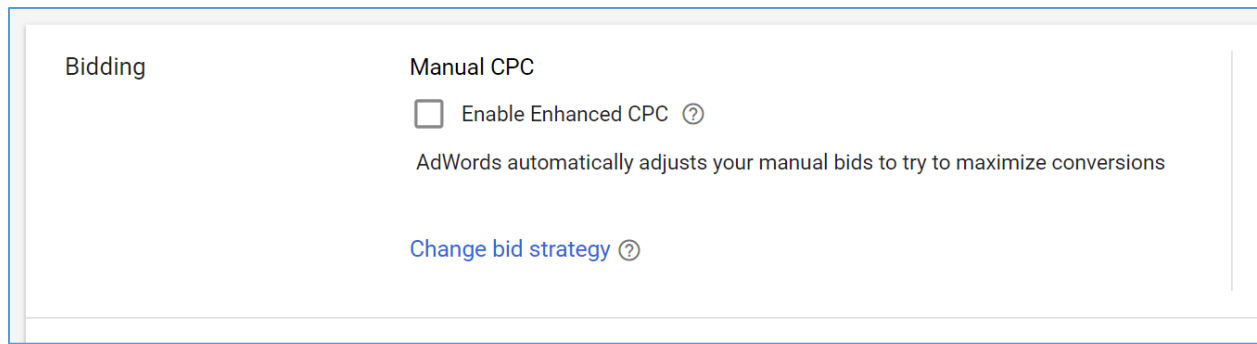 Bidding
Manual CPC
Enable Enhanced CPC ?
AdWords automatically adjusts your manual bids to try to maximize conversions
Change bid strategy ?